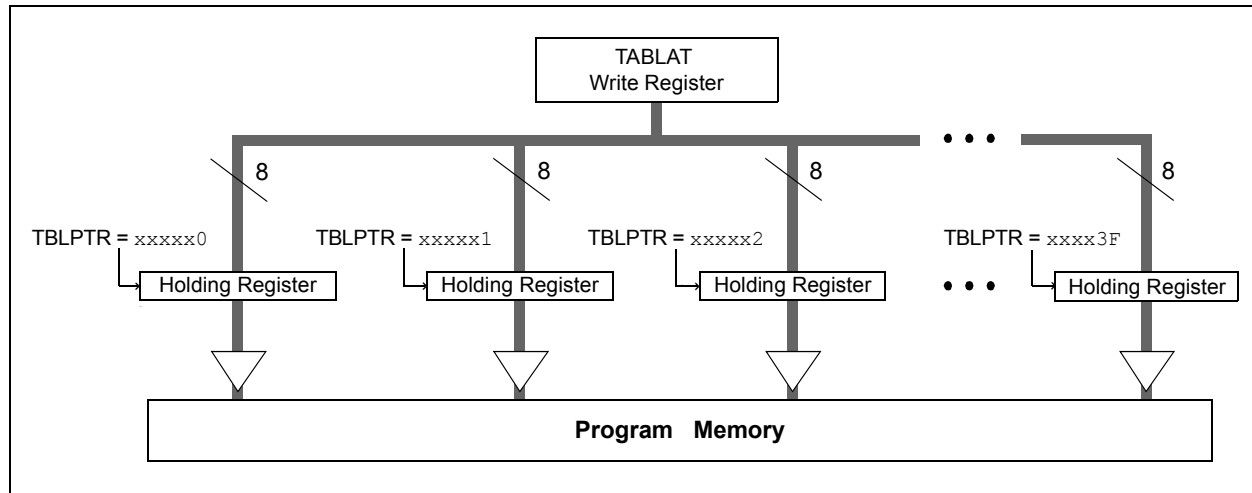 TABLAT
Write Register
8
8
8
8
TBLPTR = xxxxx0
TBLPTR = xxxxx1
TBLPTR = xxxxx2
TBLPTR = xxxx3F
Holding Register
Holding Register
Holding Register
Holding Register
Program Memory